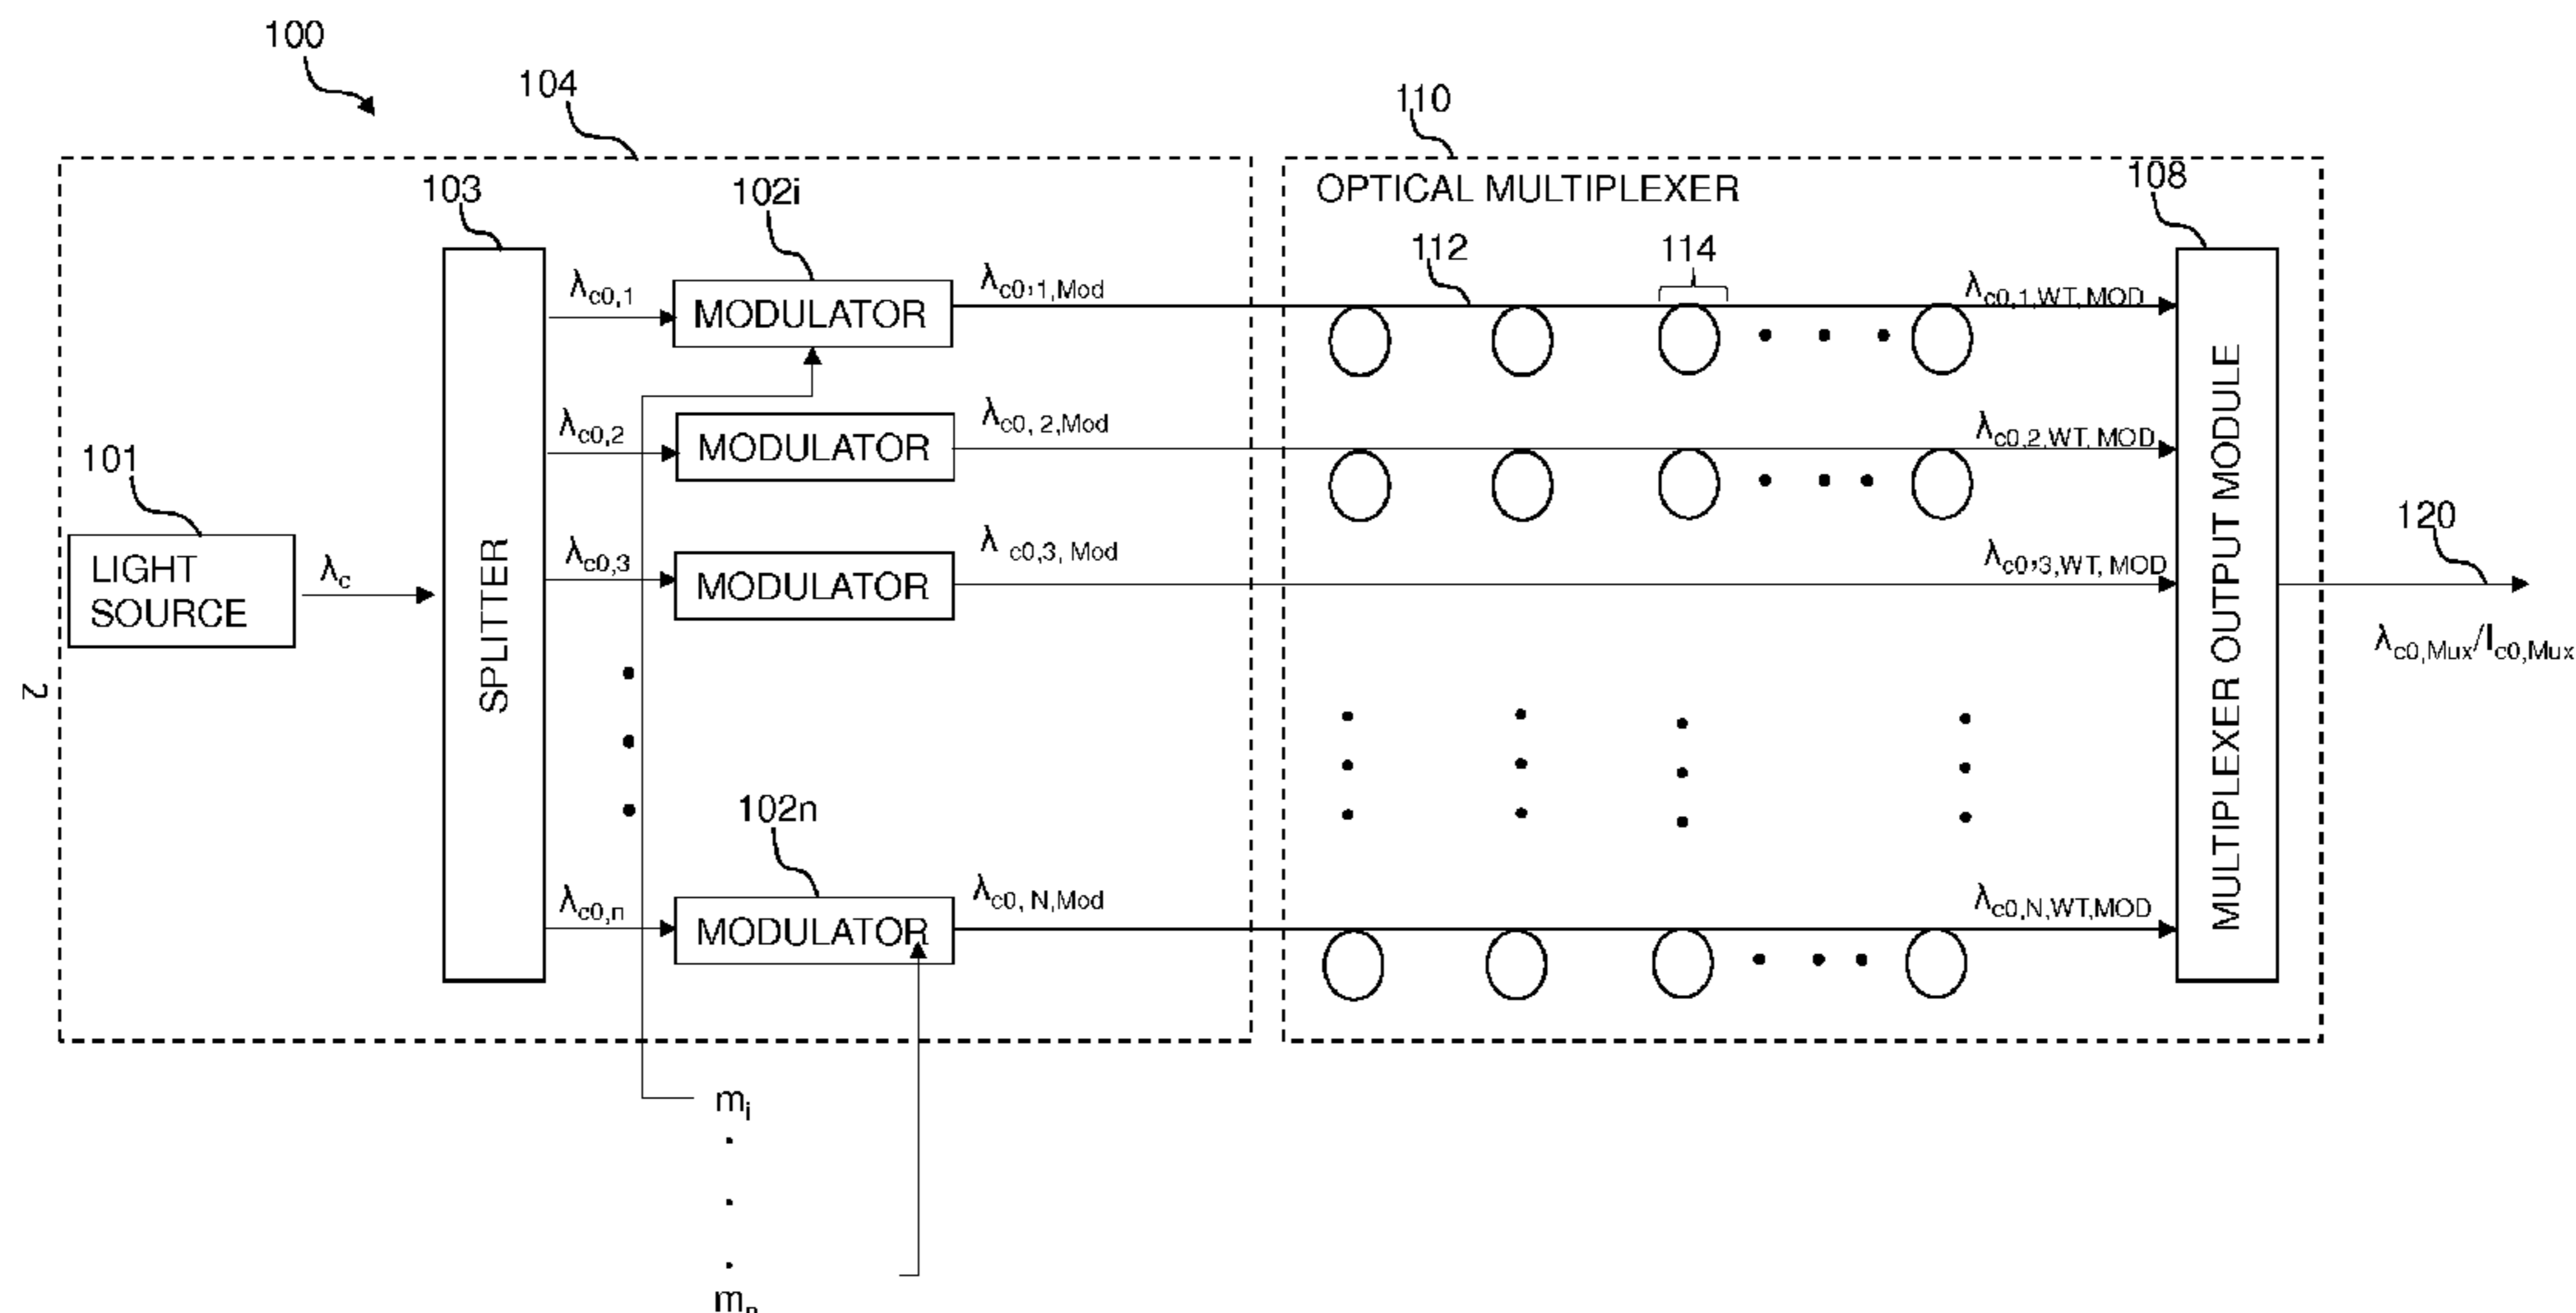 100
104
110
103
102i
OPTICAL MULTIPLEXER
108
112
114
λc0,1
MODULATOR
λc0,1,Mod
λc0,1,WT,MOD
λc0,2
MODULATOR
λc0, 2,Mod
λc0,2,WT, MOD
101
LIGHT
SOURCE
λc
SPLITTER
λc0,3
MODULATOR
λ c0,3, Mod
λc0,3,WT, MOD
MULTIPLEXER OUTPUT MODULE
120
λc0,Mux/Ic0,Mux
2
102n
λc0,n
MODULATOR
λc0, N,Mod
λc0,N,WT,MOD
mi
mn